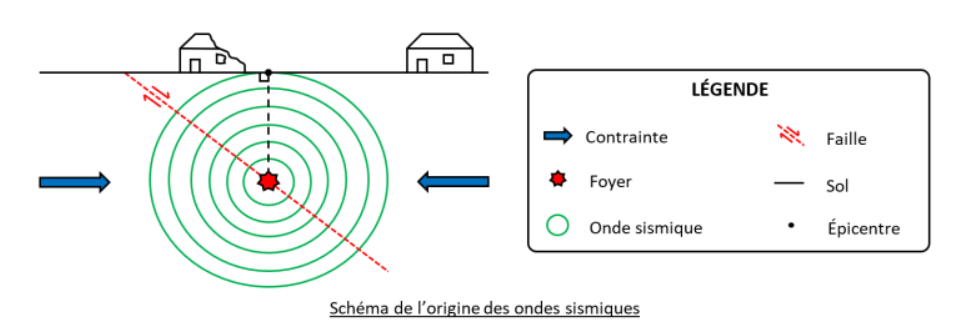 LÉGENDE
Contrainte
Faille
Foyer
Sol
Onde sismique
Épicentre
Schéma de l'origine des ondes sismiques